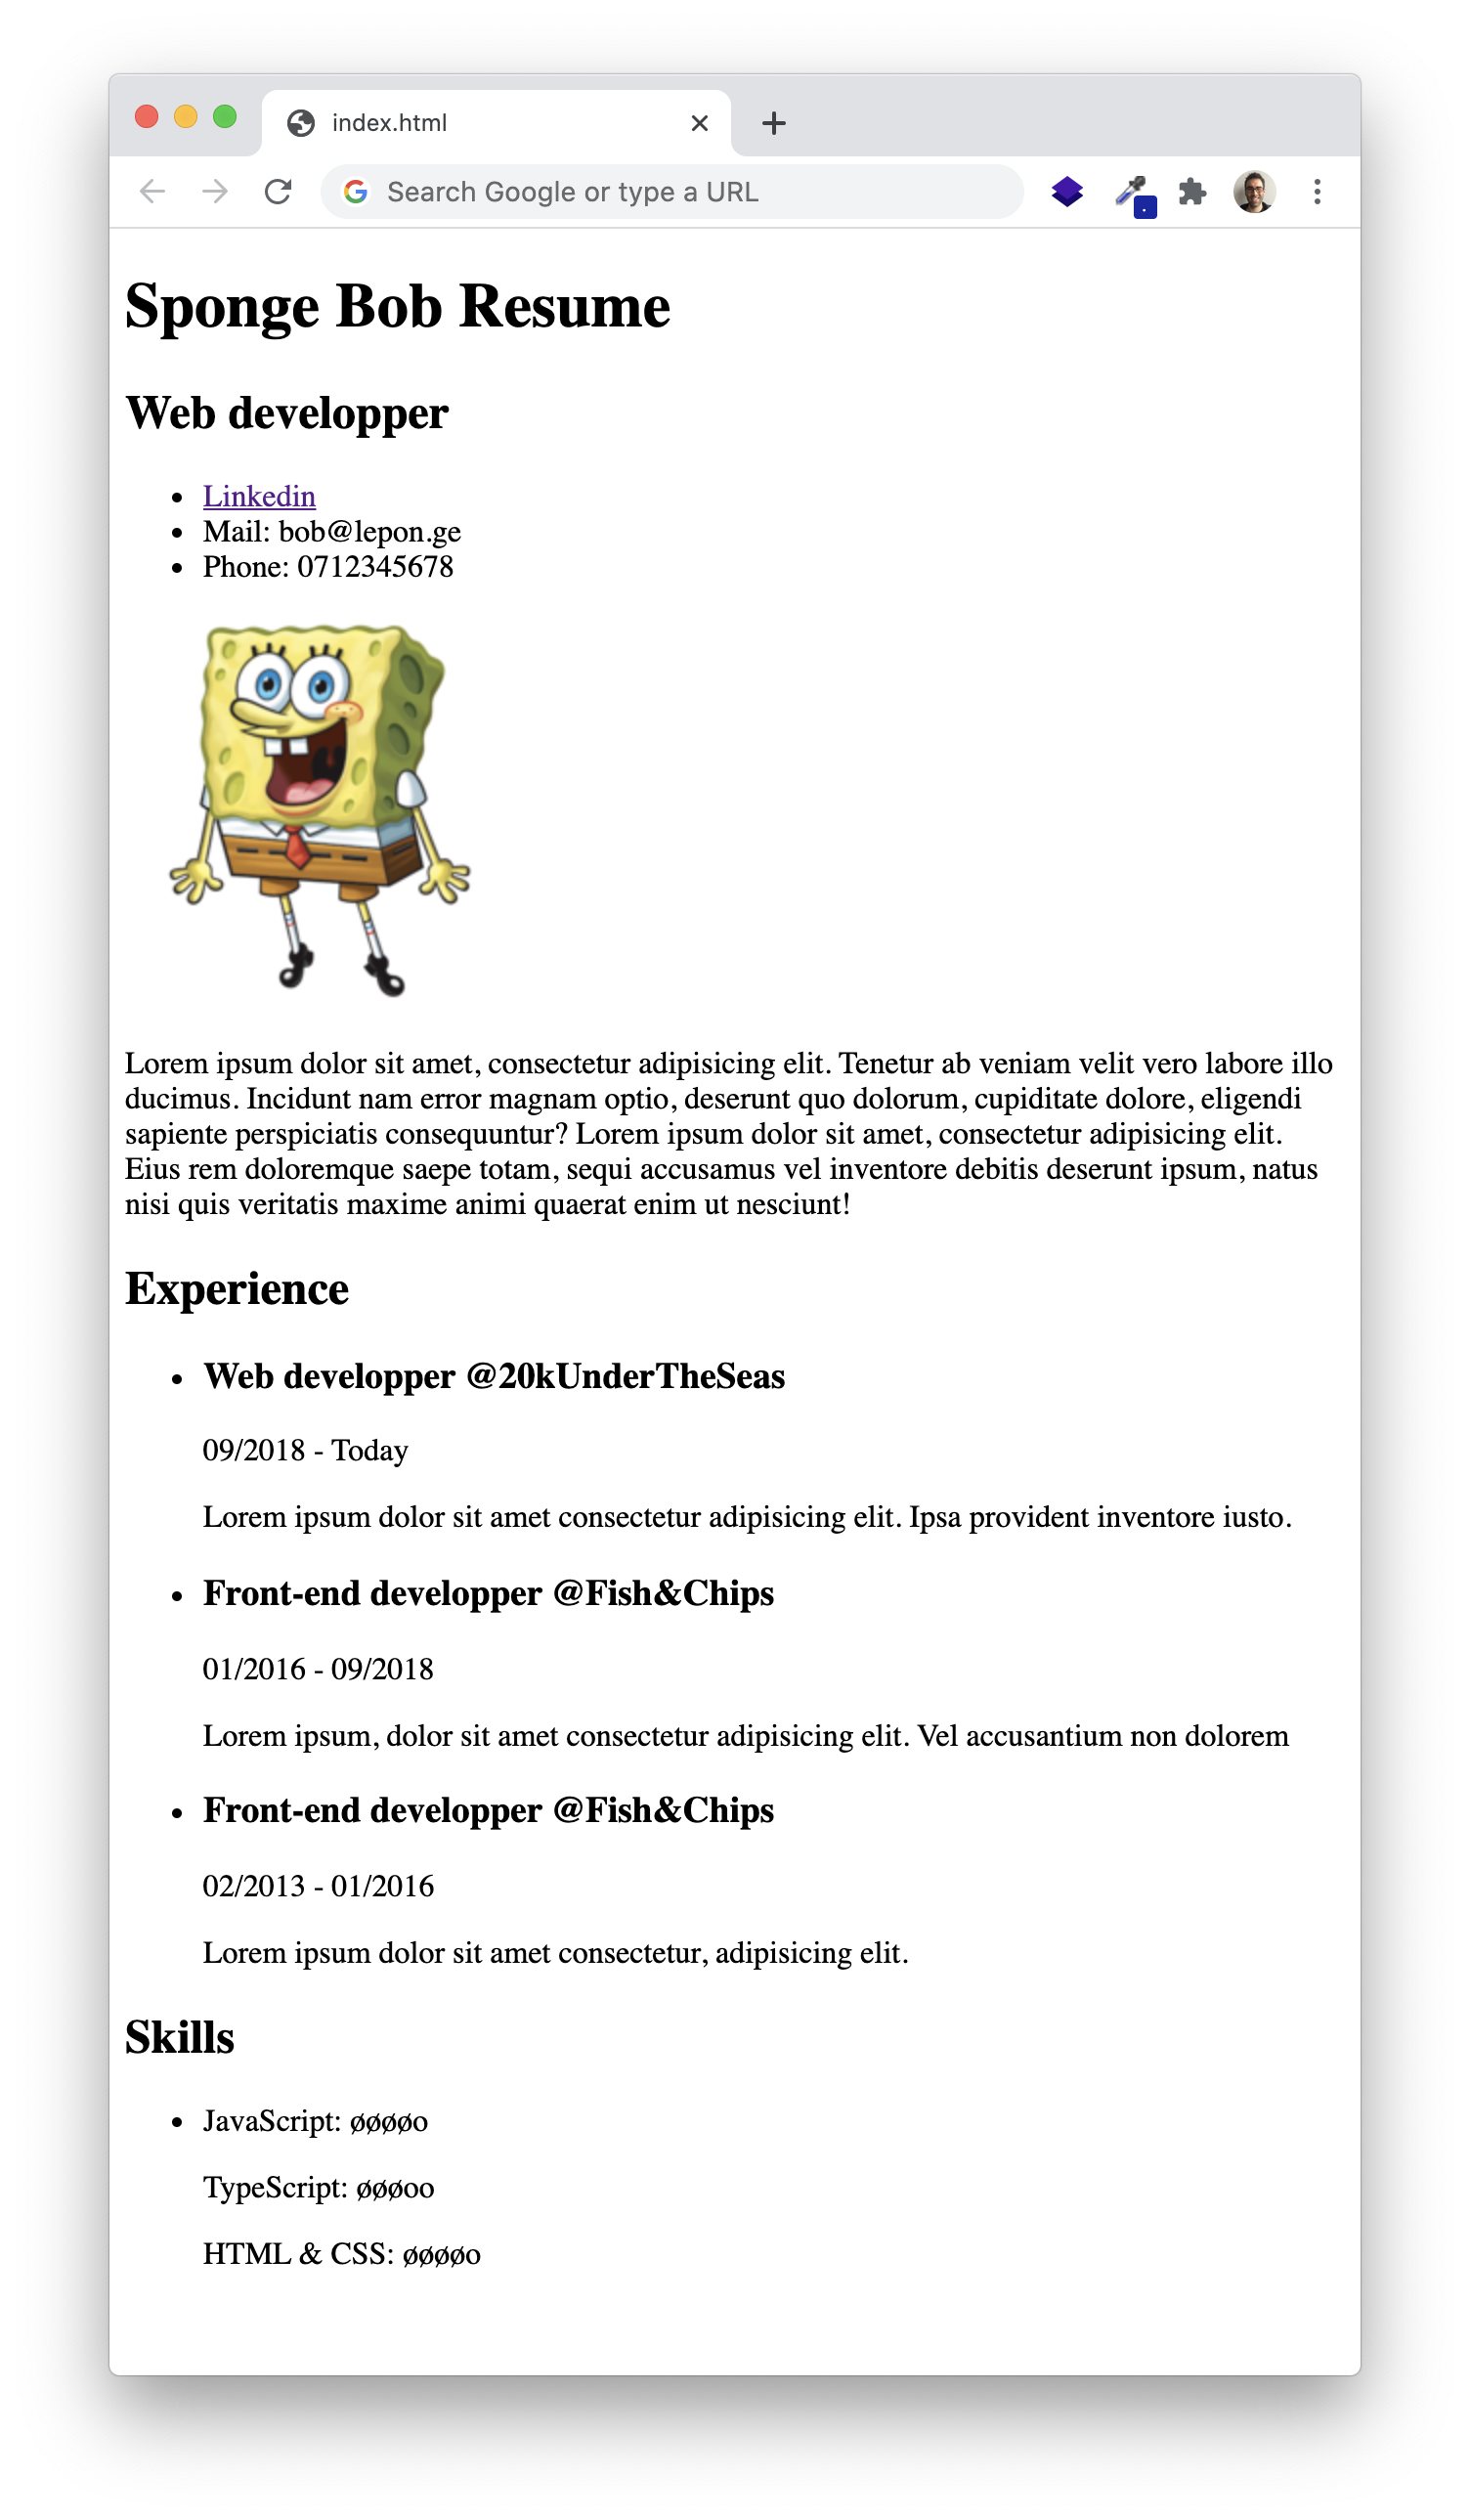 index.html
Search Google or type a URL
Sponge Bob Resume
Web developper
Linkedin
Mail: bob@lepon.ge
Phone: 0712345678
Lorem ipsum dolor sit amet, consectetur adipisicing elit. Tenetur ab veniam velit vero labore illo
ducimus. Incidunt nam error magnam optio, deserunt quo dolorum, cupiditate dolore, eligendi
sapiente perspiciatis consequuntur? Lorem ipsum dolor sit amet, consectetur adipisicing elit.
Eius rem doloremque saepe totam, sequi accusamus vel inventore debitis deserunt ipsum, natus
nisi quis veritatis maxime animi quaerat enim ut nesciunt!
Experience
Web developper @20kUnderTheSeas
09/2018 - Today
Lorem ipsum dolor sit amet consectetur adipisicing elit. Ipsa provident inventore iusto.
Front-end developper @Fish&Chips
01/2016 - 09/2018
Lorem ipsum, dolor sit amet consectetur adipisicing elit. Vel accusantium non dolorem
Front-end developper @Fish&Chips
02/2013 - 01/2016
Lorem ipsum dolor sit amet consectetur, adipisicing elit.
Skills
JavaScript: øøøøo
TypeScript: øøøoo
HTML & CSS: øøøøo